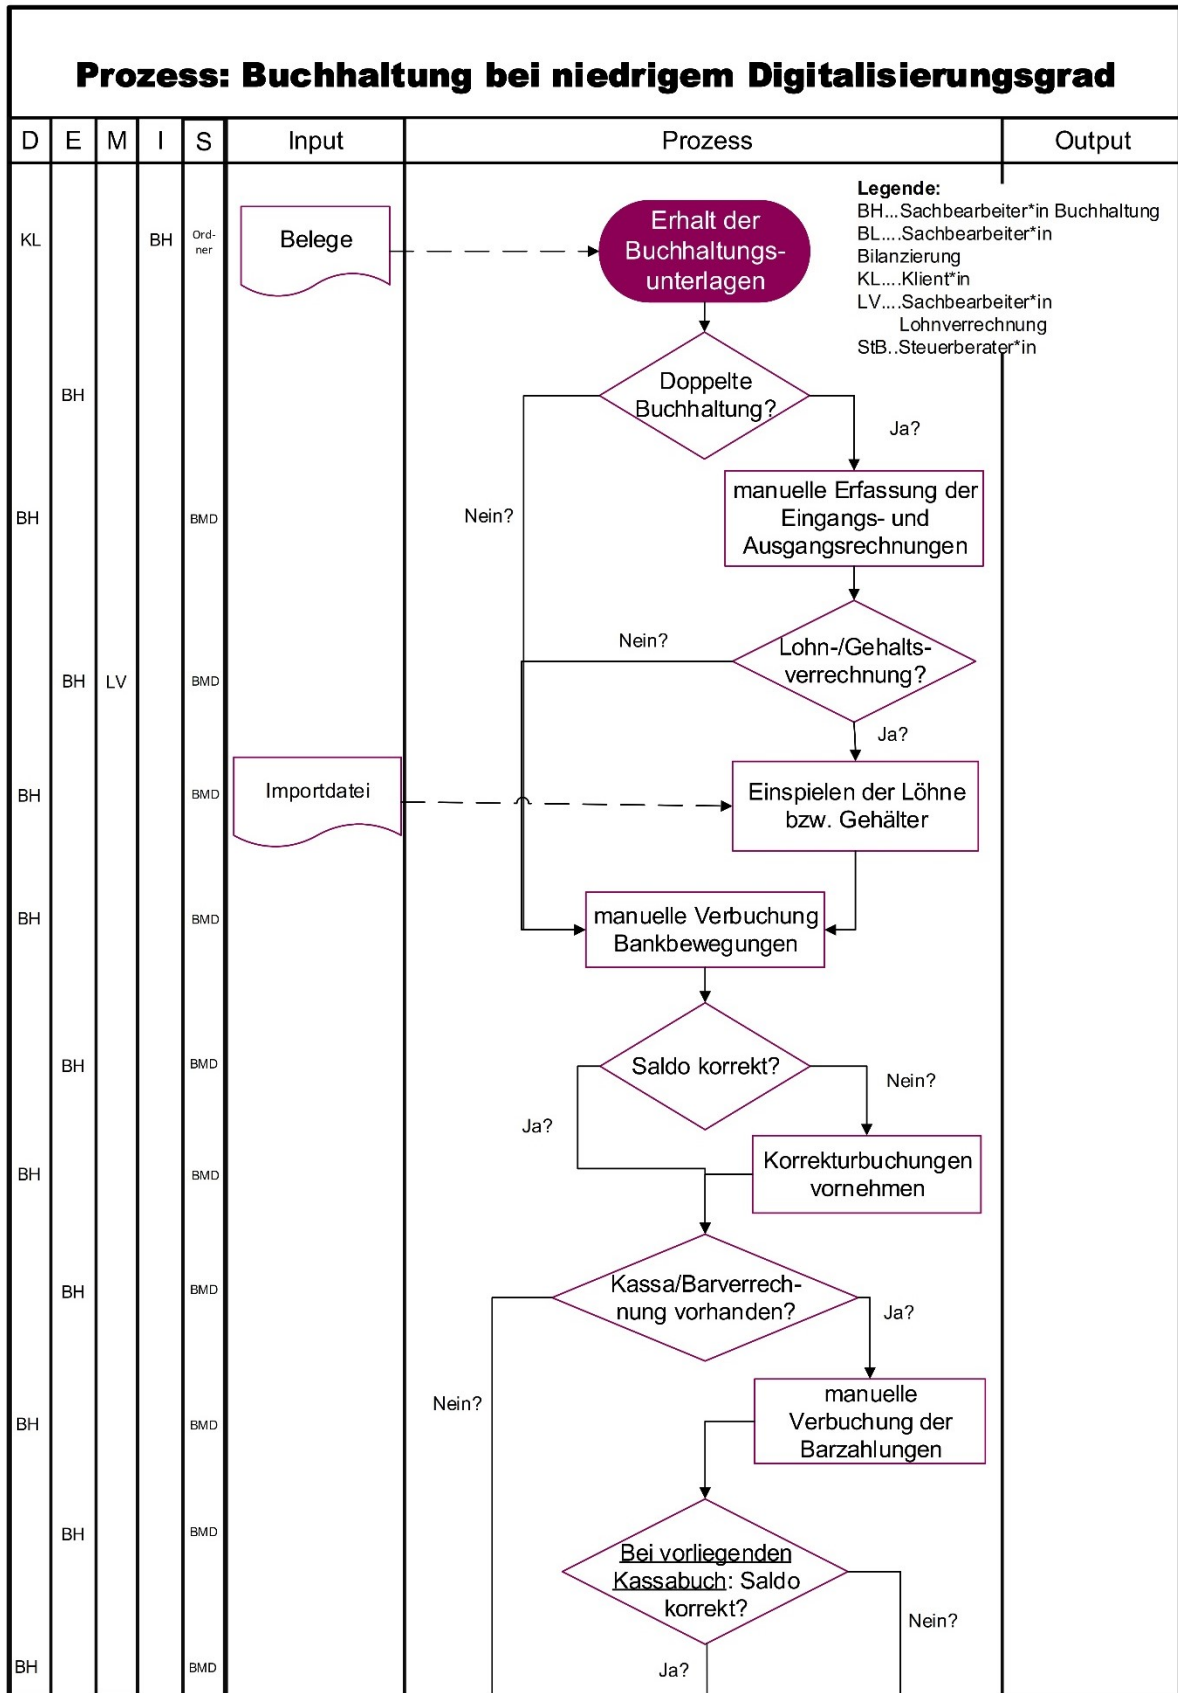 Prozess: Buchhaltung bei niedrigem Digitalisierungsgrad
D E M I S Input Prozess Output
Legende:
BH...Sachbearbeiter*in Buchhaltung
BL....Sachbearbeiter*in
Bilanzierung
KL....Klient*in
LV....Sachbearbeiter*in
Lohnverrechnung
StB..Steuerberater*in
KL BH Ord-
ner
Belege
Erhalt der
Buchhaltungs-
unterlagen
BH
Doppelte
Buchhaltung?
Ja?
Nein?
BH BMD
manuelle Erfassung der
Eingangs- und
Ausgangsrechnungen
Nein?
BH LV BMD
Lohn-/Gehalts-
verrechnung?
Ja?
BH BMD
Importdatei
Einspielen der Löhne
bzw. Gehälter
BH BMD
manuelle Verbuchung
Bankbewegungen
BH BMD
Saldo korrekt?
Nein?
Ja?
BH BMD
Korrekturbuchungen
vornehmen
BH BMD
Kassa/Barverrech-
nung vorhanden?
Ja?
Nein?
BH BMD
manuelle
Verbuchung der
Barzahlungen
BH BMD
Bei vorliegenden
Kassabuch: Saldo
korrekt?
Nein?
Ja?
BH BMD